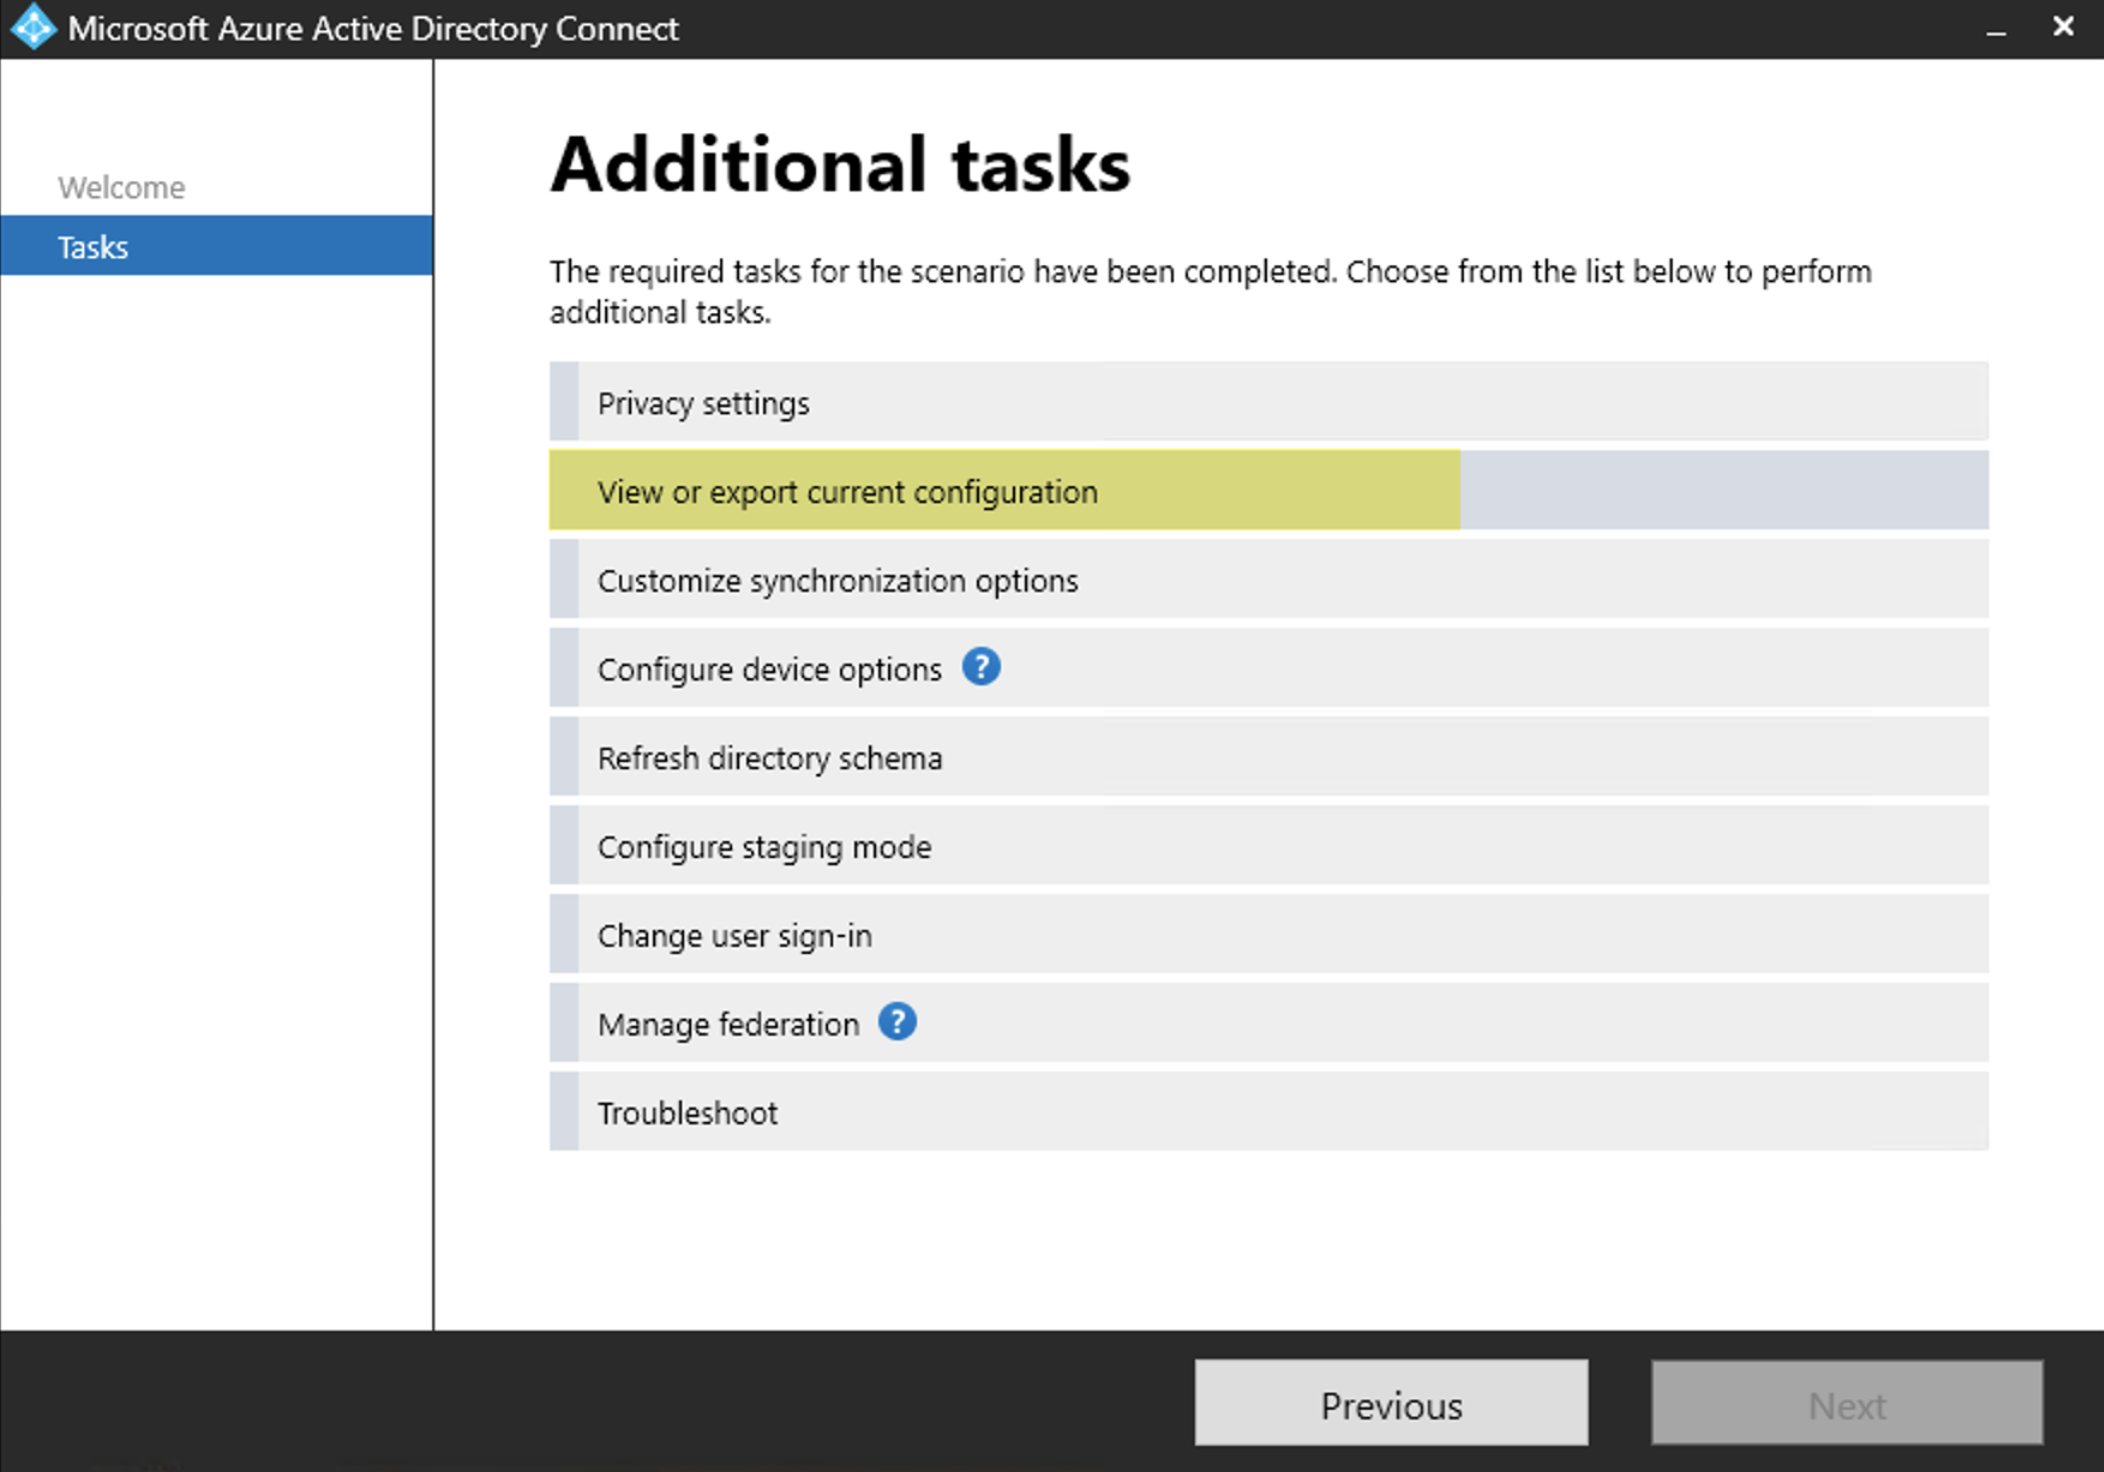 Microsoft Azure Active Directory Connect
Welcome
Tasks
Additional tasks
The required tasks for the scenario have been completed. Choose from the list below to perform
additional tasks.
Privacy settings
View or export current configuration
Customize synchronization options
Configure device options ?
Refresh directory schema
Configure staging mode
Change user sign-in
Manage federation ?
Troubleshoot
Previous
Next